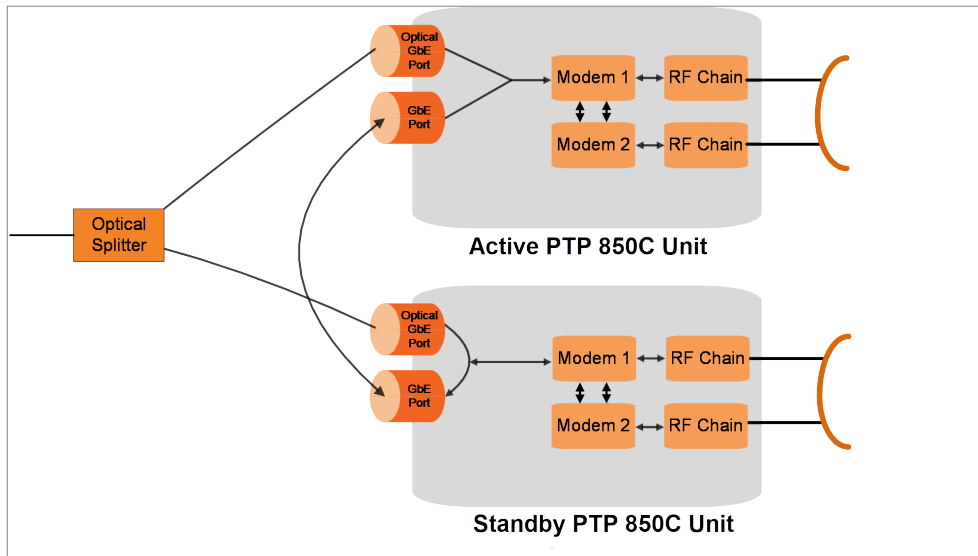 Optical
GbE
Port
GbE
Port
Modem 1
RF Chain
Modem 2
RF Chain
Active PTP 850C Unit
Optical
Splitter
Optical
GbE
Port
GbE
Port
Modem 1
RF Chain
Modem 2
RF Chain
Standby PTP 850C Unit